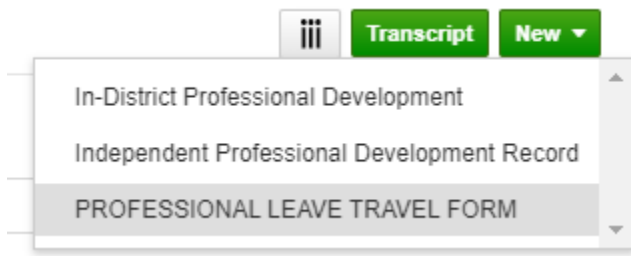 Transcript New
In-District Professional Development
Independent Professional Development Record
PROFESSIONAL LEAVE TRAVEL FORM